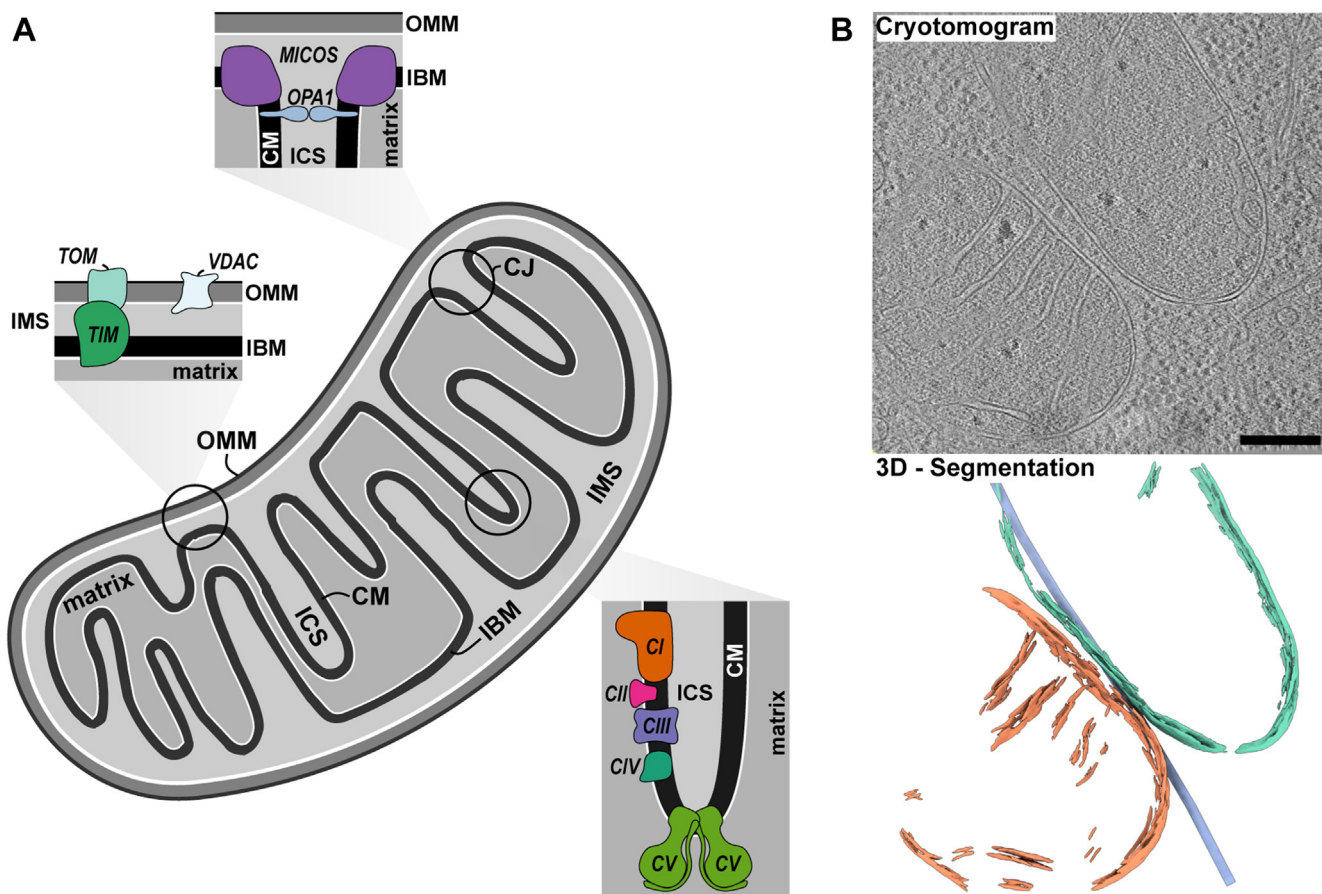 A
OMM
MICOS
IBM
OPA1
CM
ICS
matrix
TOM
VDAC
OMM
IMS
TIM
IBM
matrix
CJ
OMM
IMS
matrix
CM
ICS
IBM
CI
CM
CII
ICS
CIII
matrix
CIV
CV
CV
B
Cryotomogram
3D - Segmentation